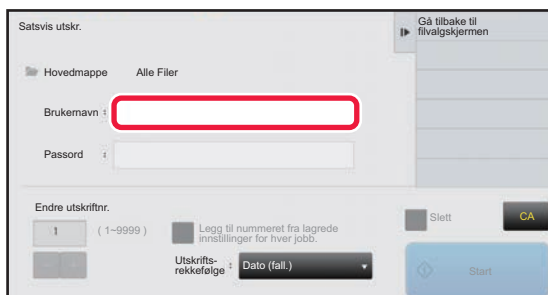 Satsvis utskr.
Gå tilbake til
filvalgskjermen
Hovedmappe Alle Filer
Brukernavn :
Passord :
Endre utskriftnr.
1 ( 1~9999 )
Legg til nummeret fra lagrede
innstillinger for hver jobb.
Utskrifts-
rekkefølge : Dato (fall.)
Slett
CA
Start